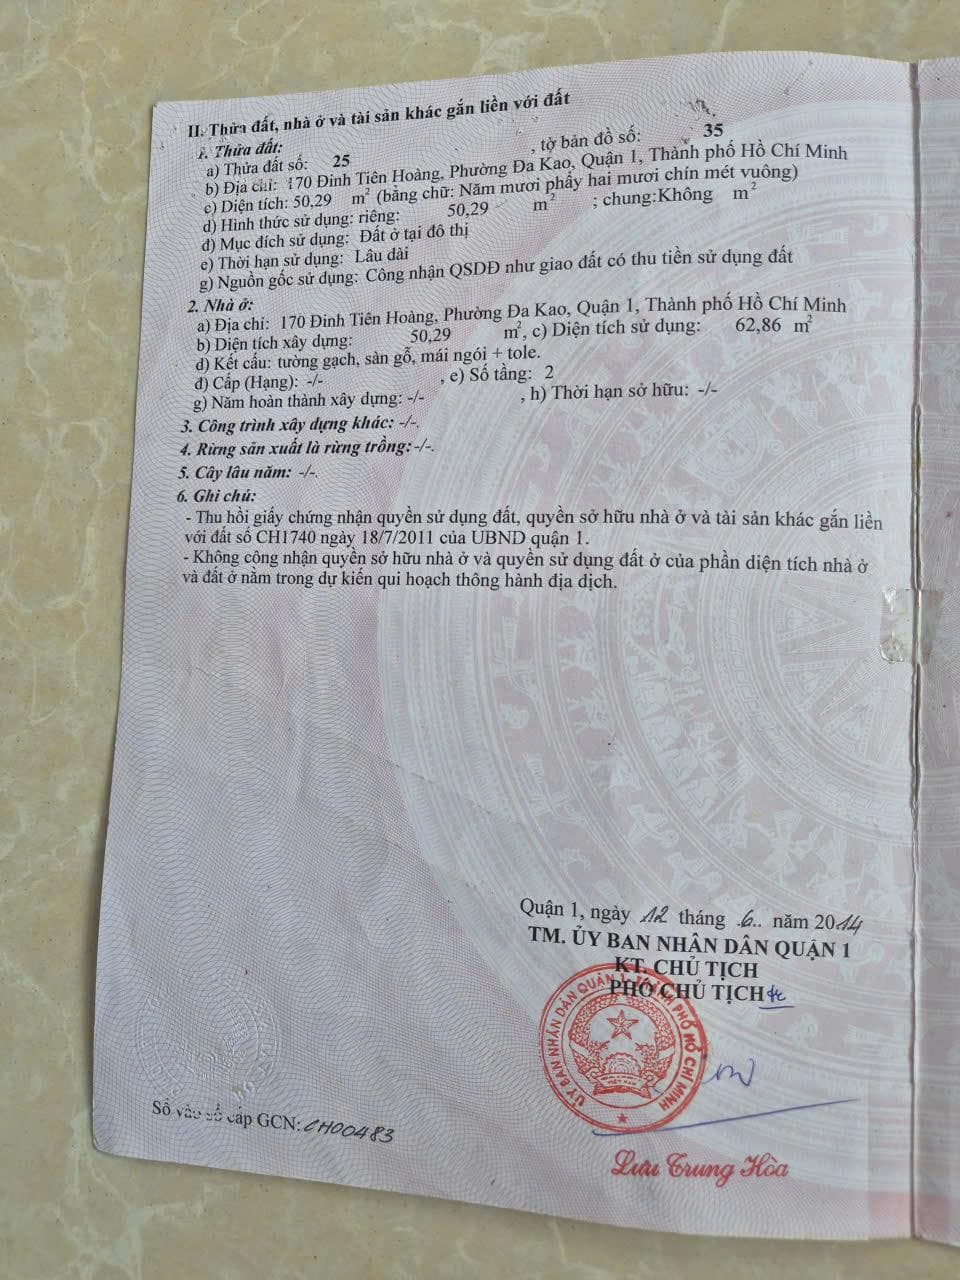 II. Thửa đất, nhà ở và tài sản khác gắn liền với đất
1. Thửa đất:
a) Thửa đất số: 25 , tờ bản đồ số: 35
b) Địa chỉ: 170 Đinh Tiên Hoàng, Phường Đa Kao, Quận 1, Thành phố Hồ Chí Minh
c) Diện tích: 50,29 m² (bằng chữ: Năm mươi phẩy hai mươi chín mét vuông)
d) Hình thức sử dụng: riêng: 50,29 m² ; chung:Không m²
đ) Mục đích sử dụng: Đất ở tại đô thị
e) Thời hạn sử dụng: Lâu dài
g) Nguồn gốc sử dụng: Công nhận QSDĐ như giao đất có thu tiền sử dụng đất
2. Nhà ở:
a) Địa chỉ: 170 Đinh Tiên Hoàng, Phường Đa Kao, Quận 1, Thành phố Hồ Chí Minh
b) Diện tích xây dựng: 50,29 m², c) Diện tích sử dụng: 62,86 m²
d) Kết cấu: tường gạch, sàn gỗ, mái ngói + tole.
đ) Cấp (Hạng): -/- , e) Số tầng: 2
g) Năm hoàn thành xây dựng: -/- , h) Thời hạn sở hữu: -/-
3. Công trình xây dựng khác: -/-.
4. Rừng sản xuất là rừng trồng: -/-.
5. Cây lâu năm: -/-.
6. Ghi chú:
- Thu hồi giấy chứng nhận quyền sử dụng đất, quyền sở hữu nhà ở và tài sản khác gắn liền
với đất số CH1740 ngày 18/7/2011 của UBND quận 1.
- Không công nhận quyền sở hữu nhà ở và quyền sử dụng đất ở của phần diện tích nhà ở
và đất ở nằm trong dự kiến qui hoạch thông hành địa dịch.
Quận 1, ngày 12 tháng .6.. năm 2014
TM. ỦY BAN NHÂN DÂN QUẬN 1
KT. CHỦ TỊCH
PHÓ CHỦ TỊCH
ỦY BAN NHÂN DÂN QUẬN 1 THÀNH PHỐ HỒ CHÍ MINH
VIỆT NAM
Số vào sổ cấp GCN: CH00483
Lưu Trung Hòa